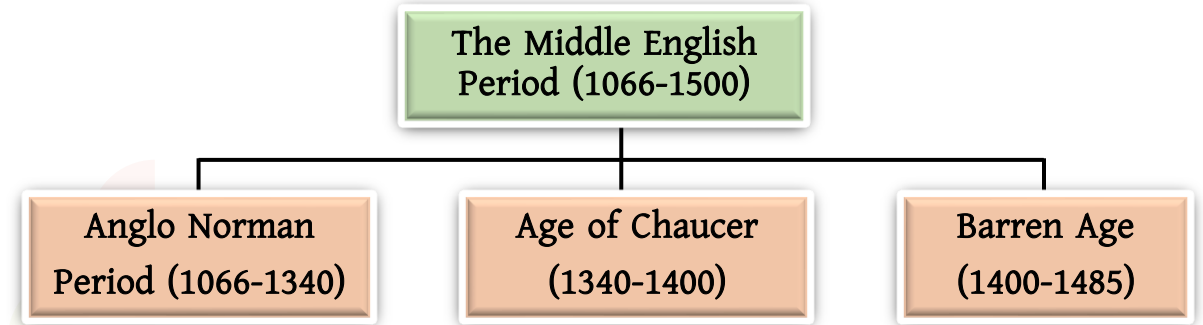 The Middle English
Period (1066-1500)
Anglo Norman
Period (1066-1340)
Age of Chaucer
(1340-1400)
Barren Age
(1400-1485)